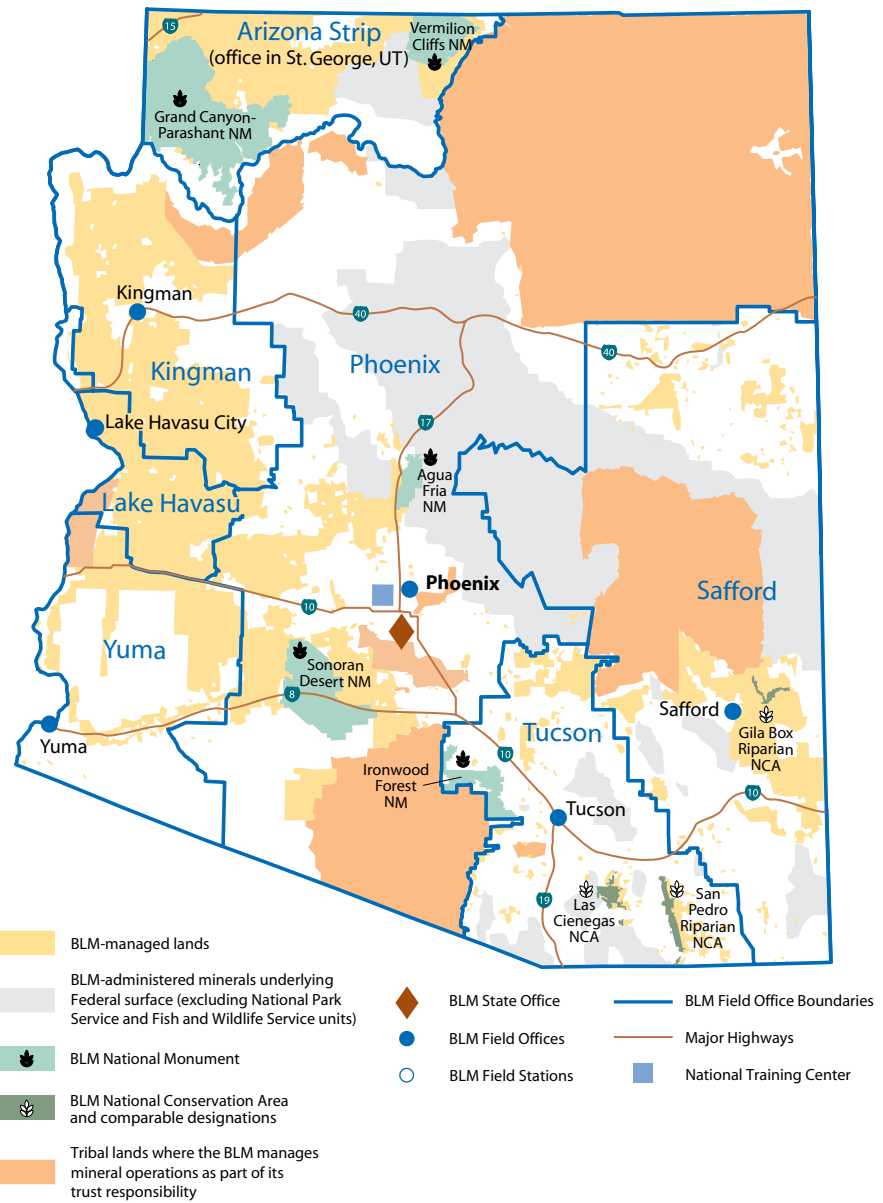 15
Arizona Strip
(office in St. George, UT)
Vermilion
Cliffs NM
Grand Canyon-
Parashant NM
Kingman
40
Kingman
Phoenix
40
Lake Havasu City
17
Agua
Fria
NM
Lake Havasu
Phoenix
Safford
10
Yuma
Sonoran
Desert NM
8
Yuma
Safford
Gila Box
Riparian
NCA
Tucson
10
Ironwood
Forest
NM
10
Tucson
19
Las
Cienegas
NCA
San
Pedro
Riparian
NCA
BLM-managed lands
BLM-administered minerals underlying
Federal surface (excluding National Park
Service and Fish and Wildlife Service units)
BLM National Monument
BLM National Conservation Area
and comparable designations
Tribal lands where the BLM manages
mineral operations as part of its
trust responsibility
BLM State Office
BLM Field Offices
BLM Field Stations
BLM Field Office Boundaries
Major Highways
National Training Center